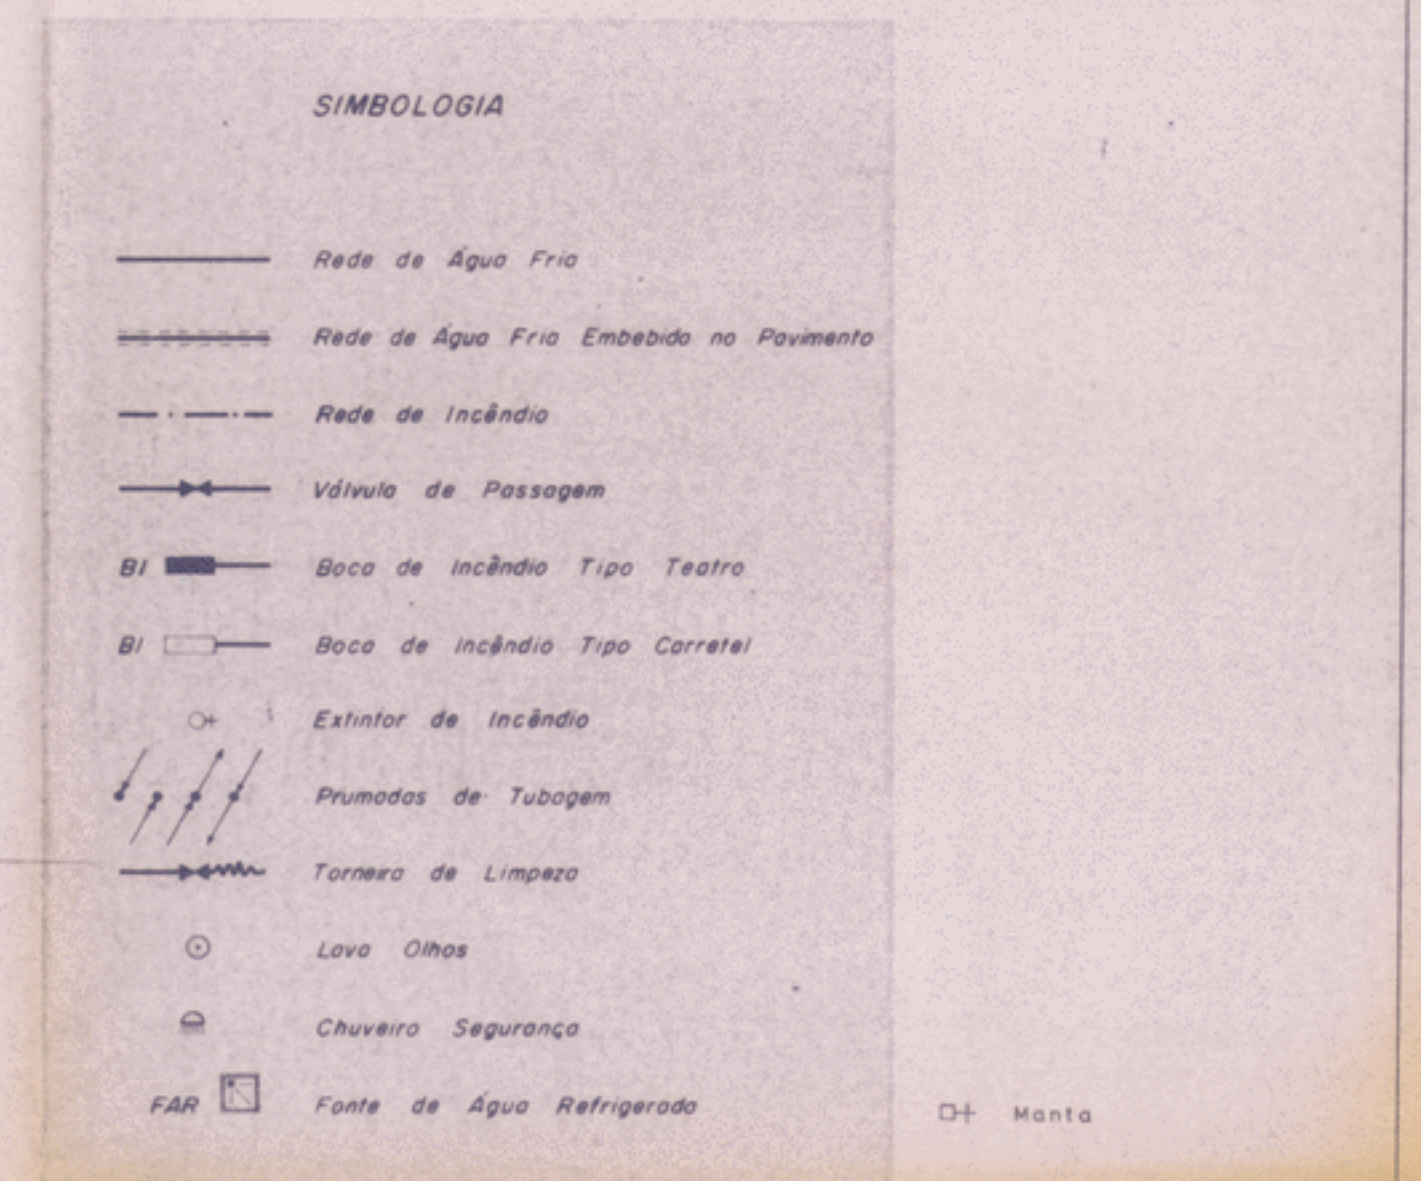 SIMBOLOGIA
Rede de Água Fria
Rede de Água Fria Embebida no Pavimento
Rede de Incêndio
Válvula de Passagem
BI Boca de Incêndio Tipo Teatro
BI Boca de Incêndio Tipo Carretel
Extintor de Incêndio
Prumadas de Tubagem
Torneira de Limpeza
Lava Olhos
Chuveiro Segurança
FAR Fonte de Água Refrigerada
Manta